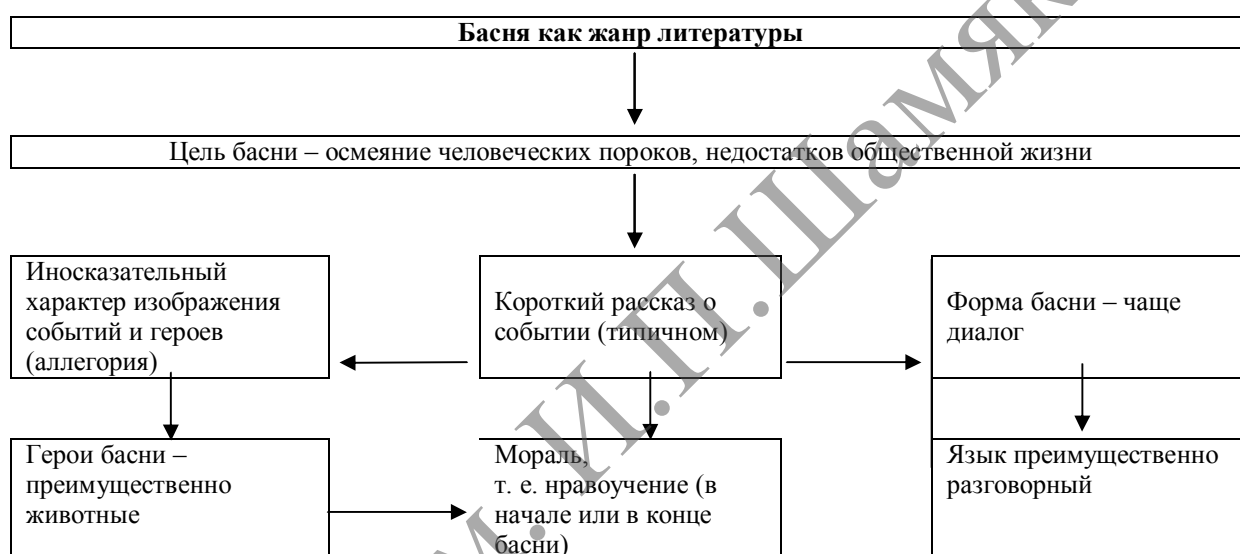 Басня как жанр литературы
Цель басни – осмеяние человеческих пороков, недостатков общественной жизни
Иносказательный
характер изображения
событий и героев
(аллегория)
Короткий рассказ о
событии (типичном)
Форма басни – чаще
диалог
Герои басни –
преимущественно
животные
Мораль,
т. е. нравоучение (в
начале или в конце
басни)
Язык преимущественно
разговорный
м. И.П.Шамяк